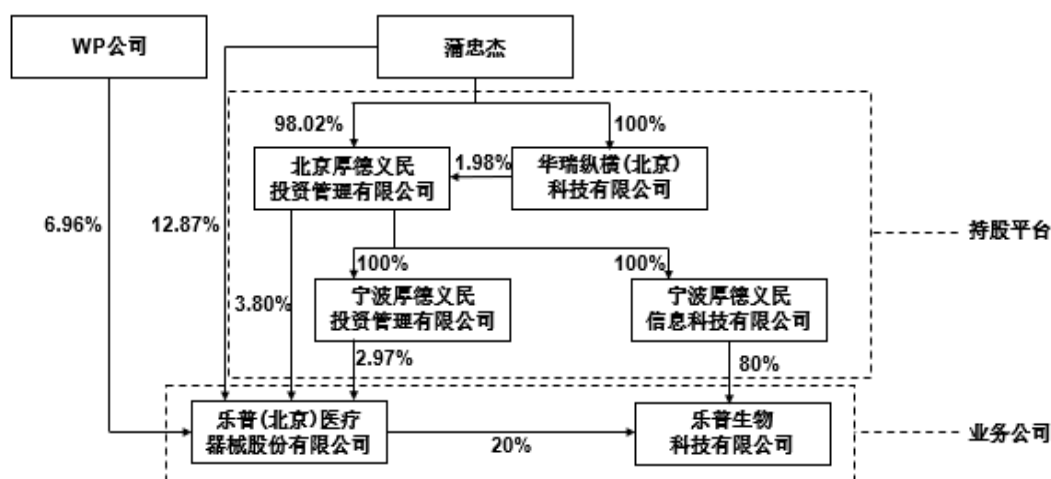 WP公司
蒲忠杰
98.02%
100%
北京厚德义民
投资管理有限公司
1.98%
华瑞纵横(北京)
科技有限公司
6.96%
12.87%
持股平台
100%
100%
3.80%
宁波厚德义民
投资管理有限公司
宁波厚德义民
信息科技有限公司
2.97%
80%
乐普(北京)医疗
器械股份有限公司
20%
乐普生物
科技有限公司
业务公司